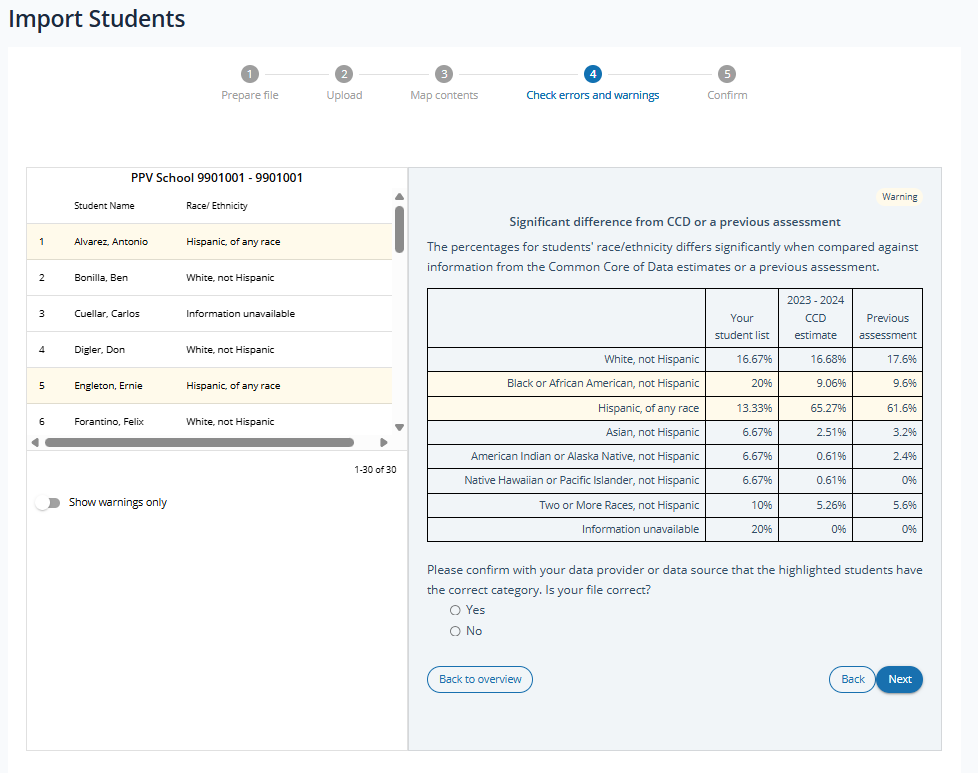 Import Students
1 2 3 4 5
Prepare file Upload Map contents Check errors and warnings Confirm
PPV School 9901001 - 9901001
Student Name Race/ Ethnicity
1 Alvarez, Antonio Hispanic, of any race
2 Bonilla, Ben White, not Hispanic
3 Cuellar, Carlos Information unavailable
4 Digler, Don White, not Hispanic
5 Engleton, Ernie Hispanic, of any race
6 Forantino, Felix White, not Hispanic
1-30 of 30
Show warnings only
Warning
Significant difference from CCD or a previous assessment
The percentages for students' race/ethnicity differs significantly when compared against
information from the Common Core of Data estimates or a previous assessment.
Your
student list
2023 - 2024
CCD
estimate
Previous
assessment
White, not Hispanic 16.67% 16.68% 17.6%
Black or African American, not Hispanic 20% 9.06% 9.6%
Hispanic, of any race 13.33% 65.27% 61.6%
Asian, not Hispanic 6.67% 2.51% 3.2%
American Indian or Alaska Native, not Hispanic 6.67% 0.61% 2.4%
Native Hawaiian or Pacific Islander, not Hispanic 6.67% 0.61% 0%
Two or More Races, not Hispanic 10% 5.26% 5.6%
Information unavailable 20% 0% 0%
Please confirm with your data provider or data source that the highlighted students have
the correct category. Is your file correct?
Yes
No
Back to overview Back Next